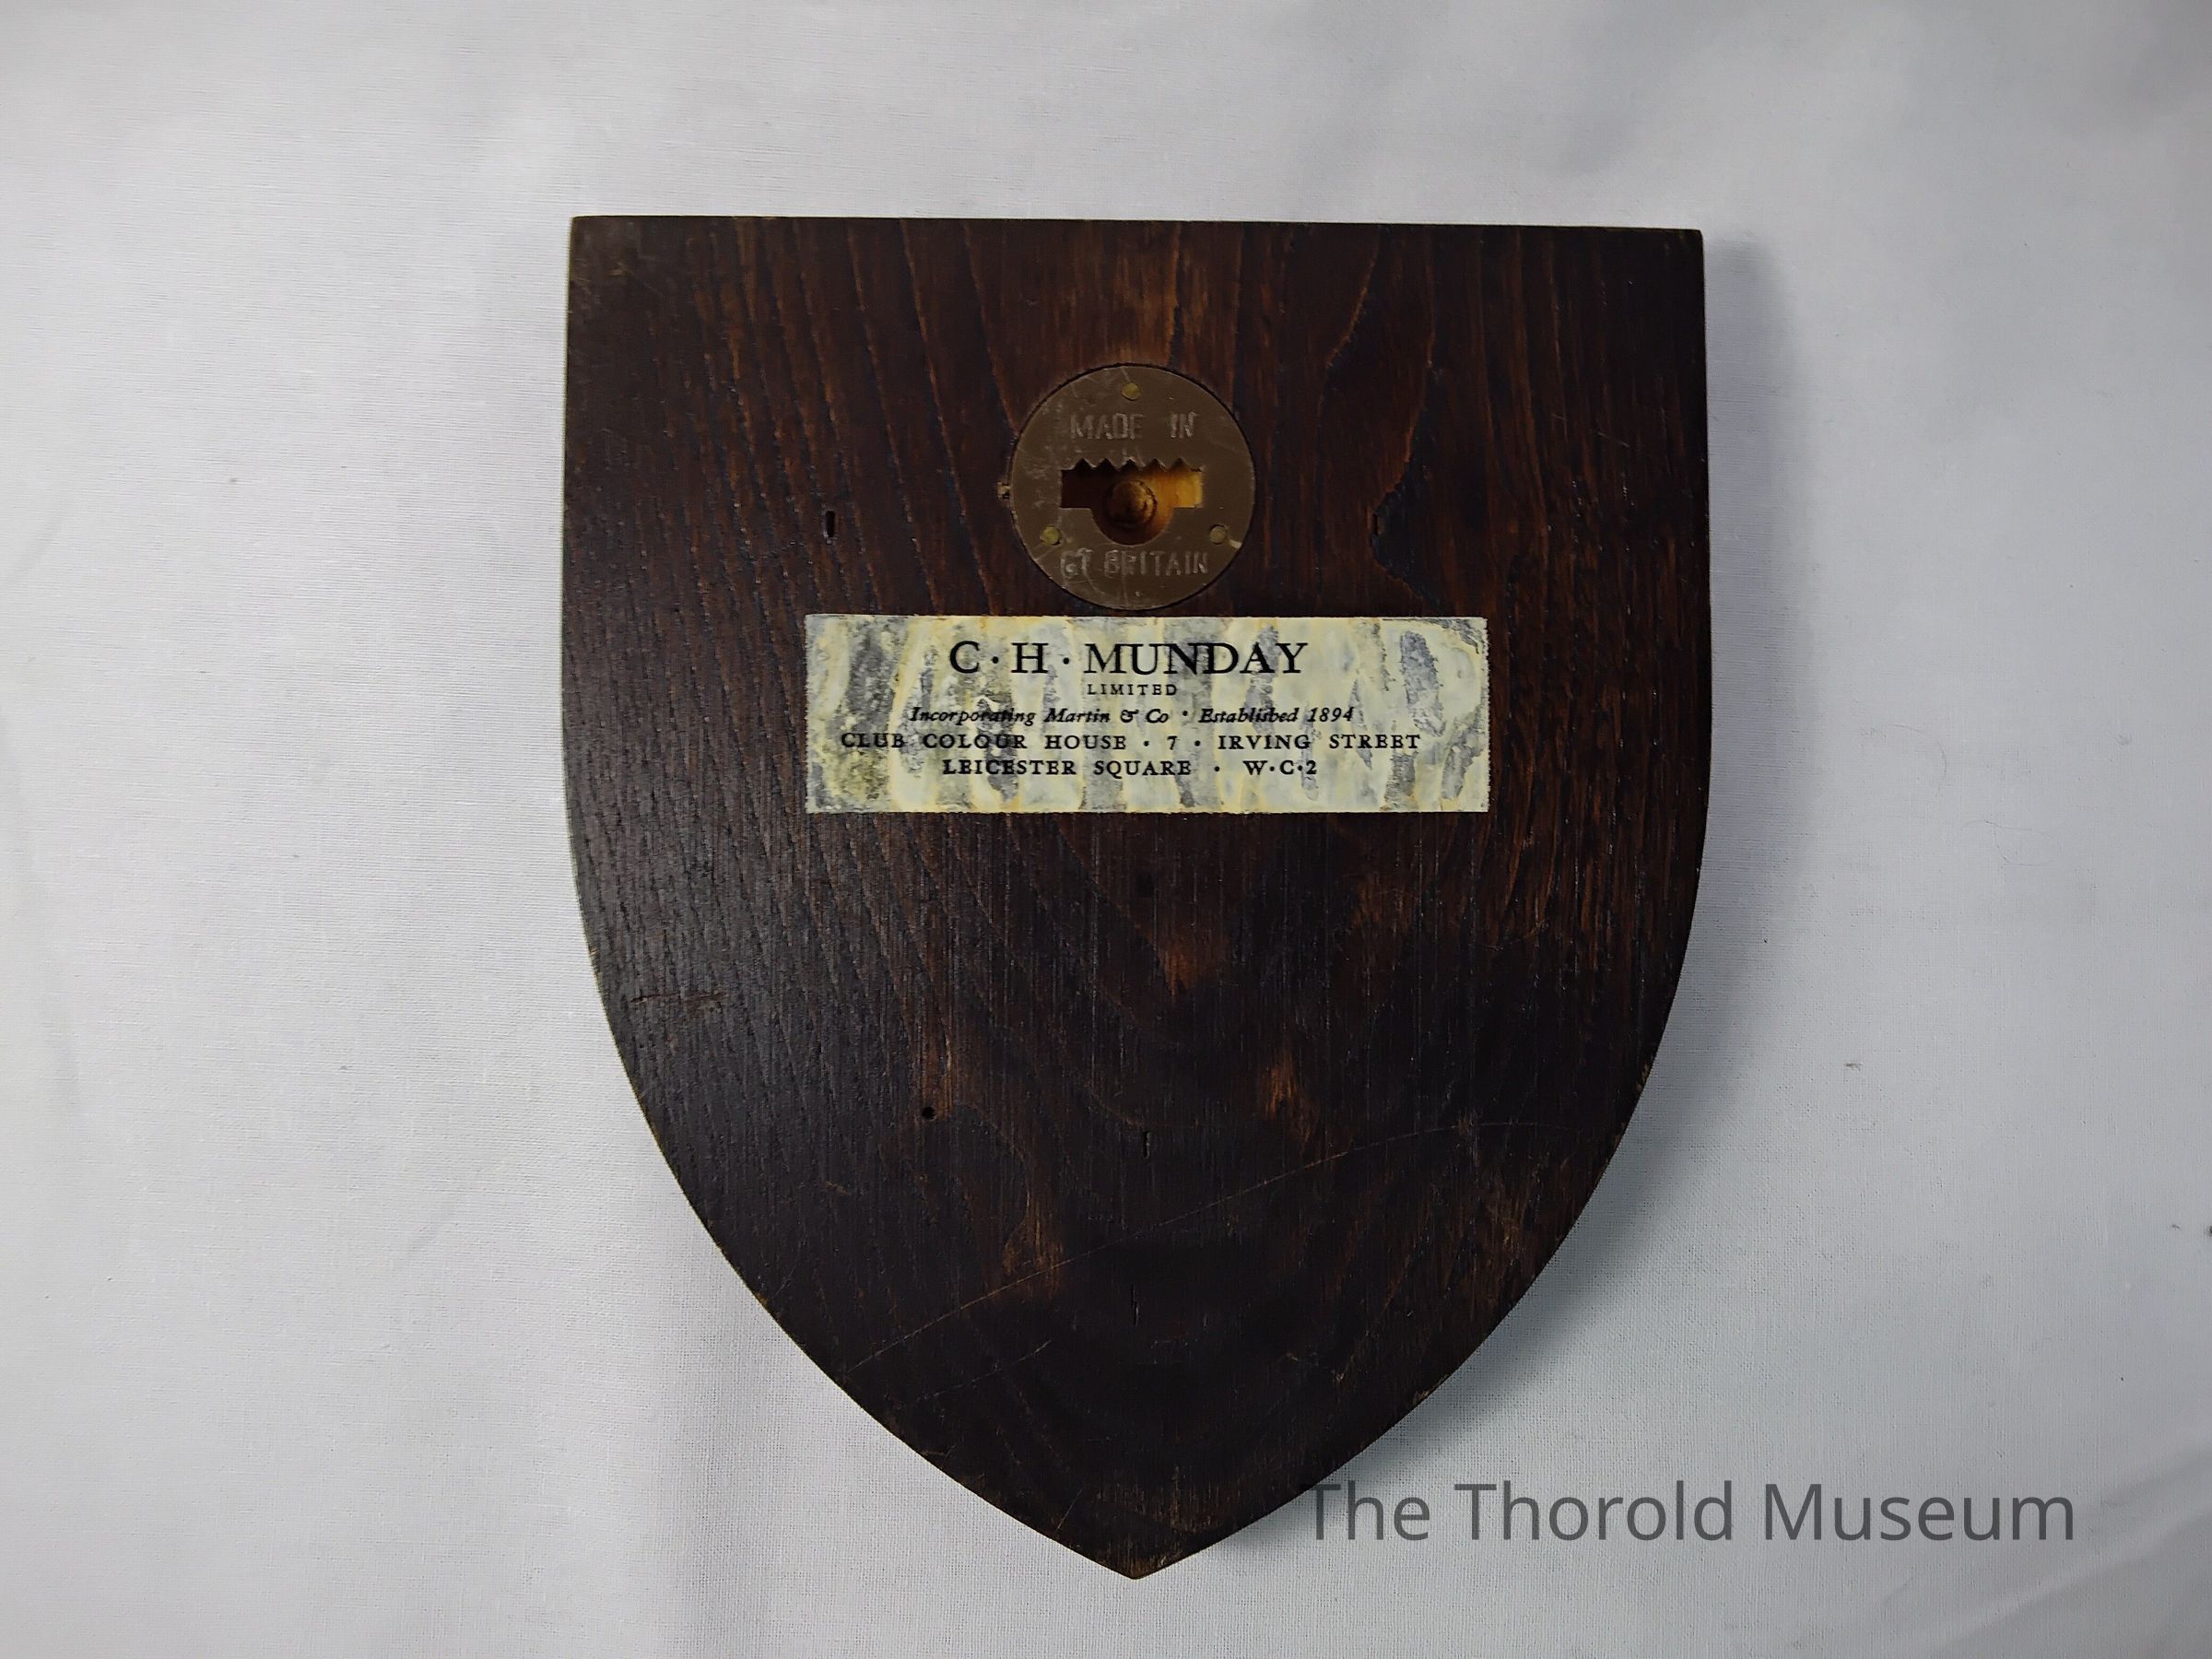 MADE IN
GT BRITAIN
C·H·MUNDAY
LIMITED
Incorporating Martin & Co · Established 1894
CLUB COLOUR HOUSE · 7 · IRVING STREET
LEICESTER SQUARE · W·C·2
The Thorold Museum